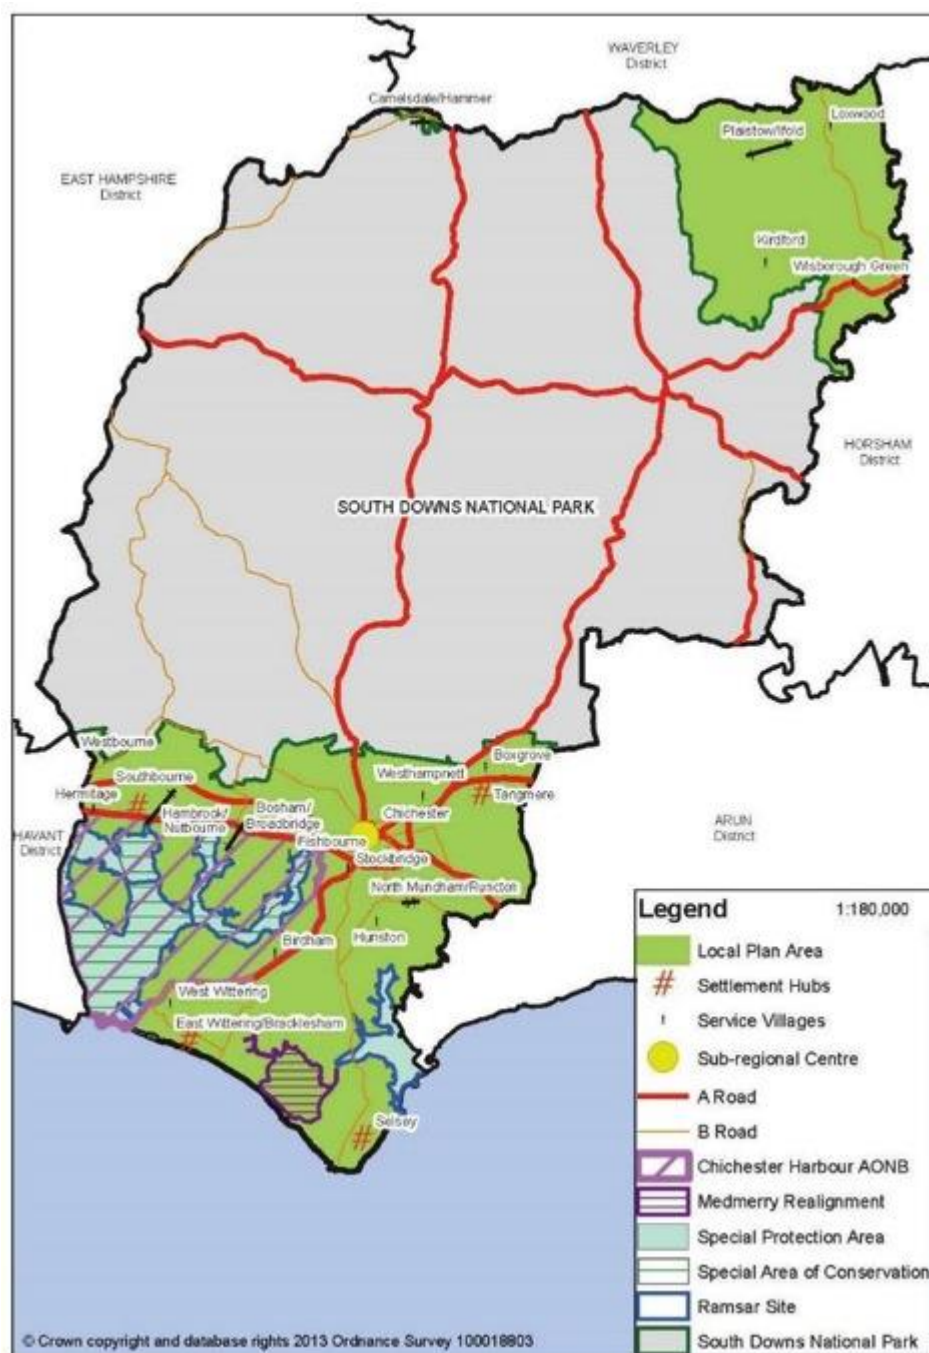 WAVERLEY
District
Camelsdale/Hammer
Loxwood
Plaistow/Ifold
EAST HAMPSHIRE
District
Kirdford
Wisborough Green
HORSHAM
District
SOUTH DOWNS NATIONAL PARK
Westbourne
Boxgrove
Westhampnett
Southbourne
Hermitage
Tangmere
Hambrook/
Nutbourne
Bosham/
Broadbridge
Chichester
HAVANT
District
ARUN
District
Fishbourne
Stockbridge
North Mundham/Runcton
Birdham
Hunston
West Wittering
East Wittering/Bracklesham
Selsey
Legend 1:180,000
Local Plan Area
Settlement Hubs
Service Villages
Sub-regional Centre
A Road
B Road
Chichester Harbour AONB
Medmerry Realignment
Special Protection Area
Special Area of Conservation
Ramsar Site
South Downs National Park
© Crown copyright and database rights 2013 Ordnance Survey 100018803